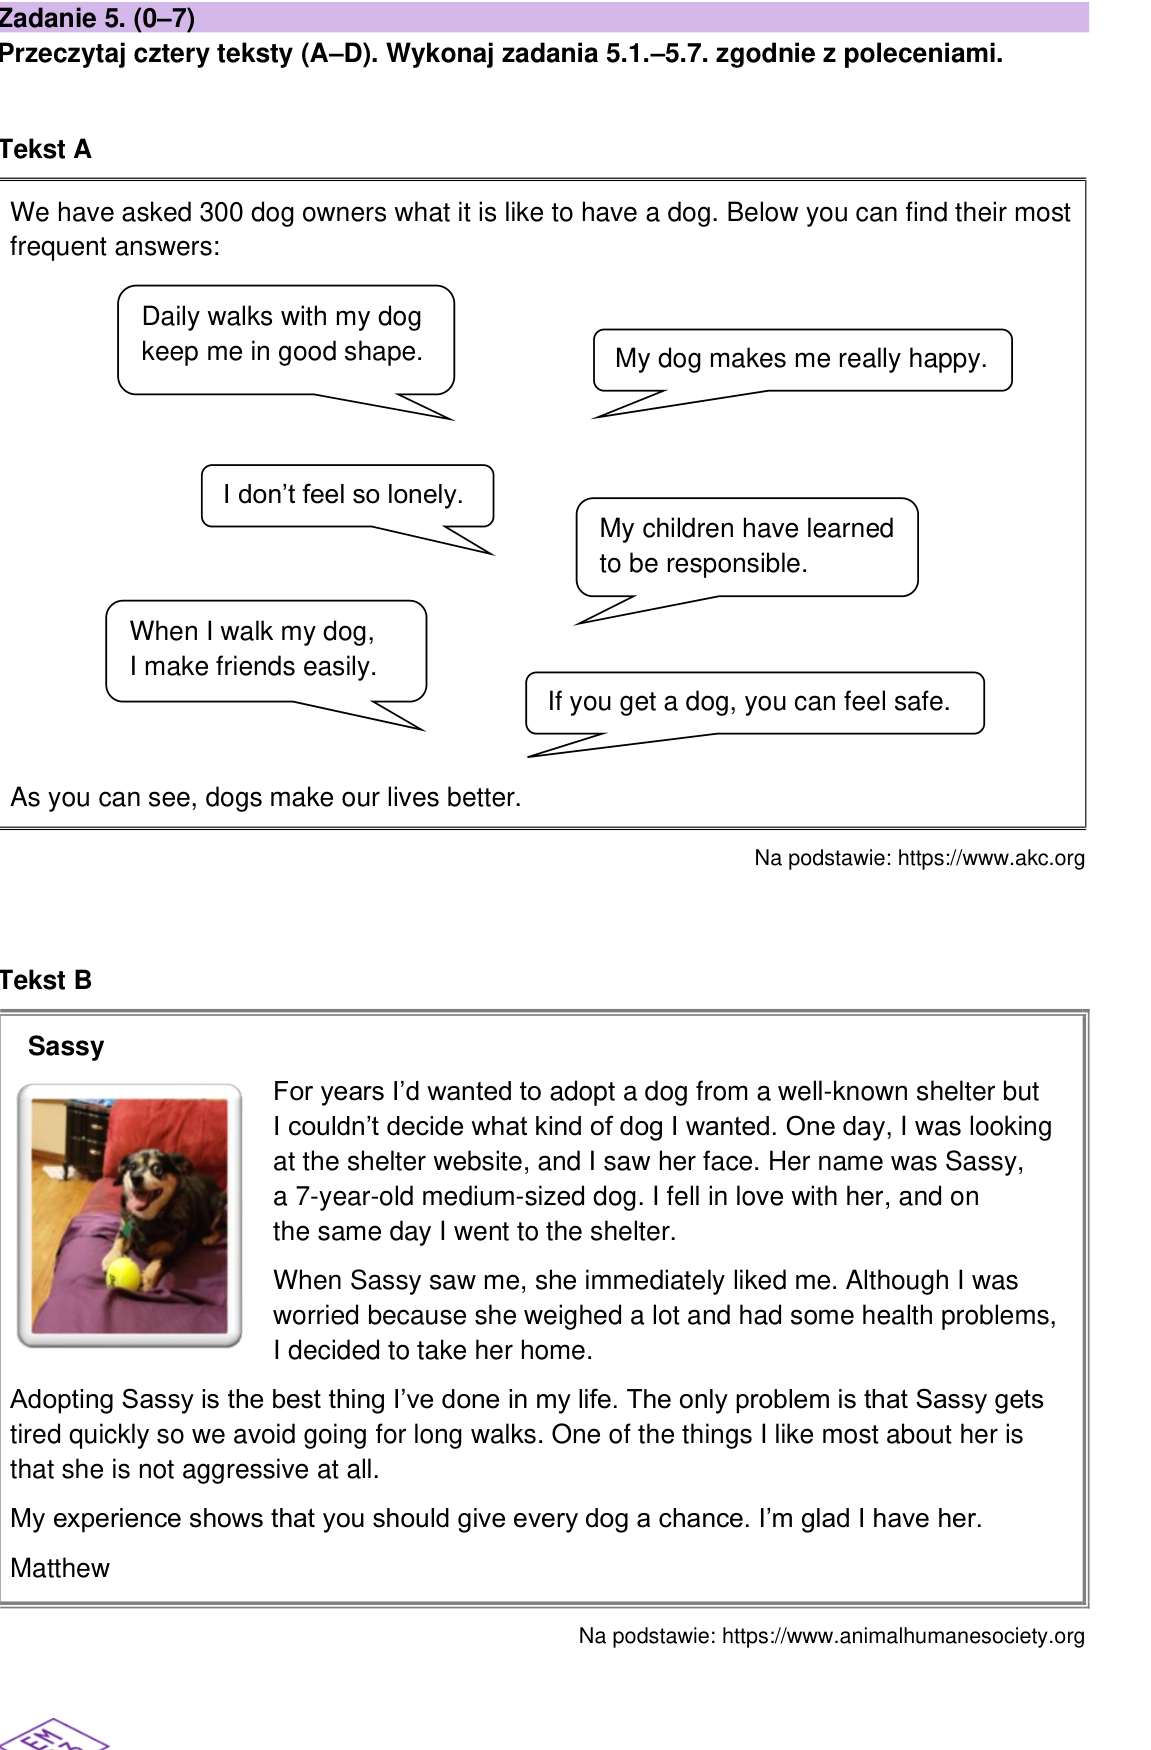 Zadanie 5. (0–7)
Przeczytaj cztery teksty (A–D). Wykonaj zadania 5.1.–5.7. zgodnie z poleceniami.
Tekst A
We have asked 300 dog owners what it is like to have a dog. Below you can find their most
frequent answers:
Daily walks with my dog
keep me in good shape.
My dog makes me really happy.
I don’t feel so lonely.
My children have learned
to be responsible.
When I walk my dog,
I make friends easily.
If you get a dog, you can feel safe.
As you can see, dogs make our lives better.
Na podstawie: https://www.akc.org
Tekst B
Sassy
For years I’d wanted to adopt a dog from a well-known shelter but
I couldn’t decide what kind of dog I wanted. One day, I was looking
at the shelter website, and I saw her face. Her name was Sassy,
a 7-year-old medium-sized dog. I fell in love with her, and on
the same day I went to the shelter.
When Sassy saw me, she immediately liked me. Although I was
worried because she weighed a lot and had some health problems,
I decided to take her home.
Adopting Sassy is the best thing I’ve done in my life. The only problem is that Sassy gets
tired quickly so we avoid going for long walks. One of the things I like most about her is
that she is not aggressive at all.
My experience shows that you should give every dog a chance. I’m glad I have her.
Matthew
Na podstawie: https://www.animalhumanesociety.org